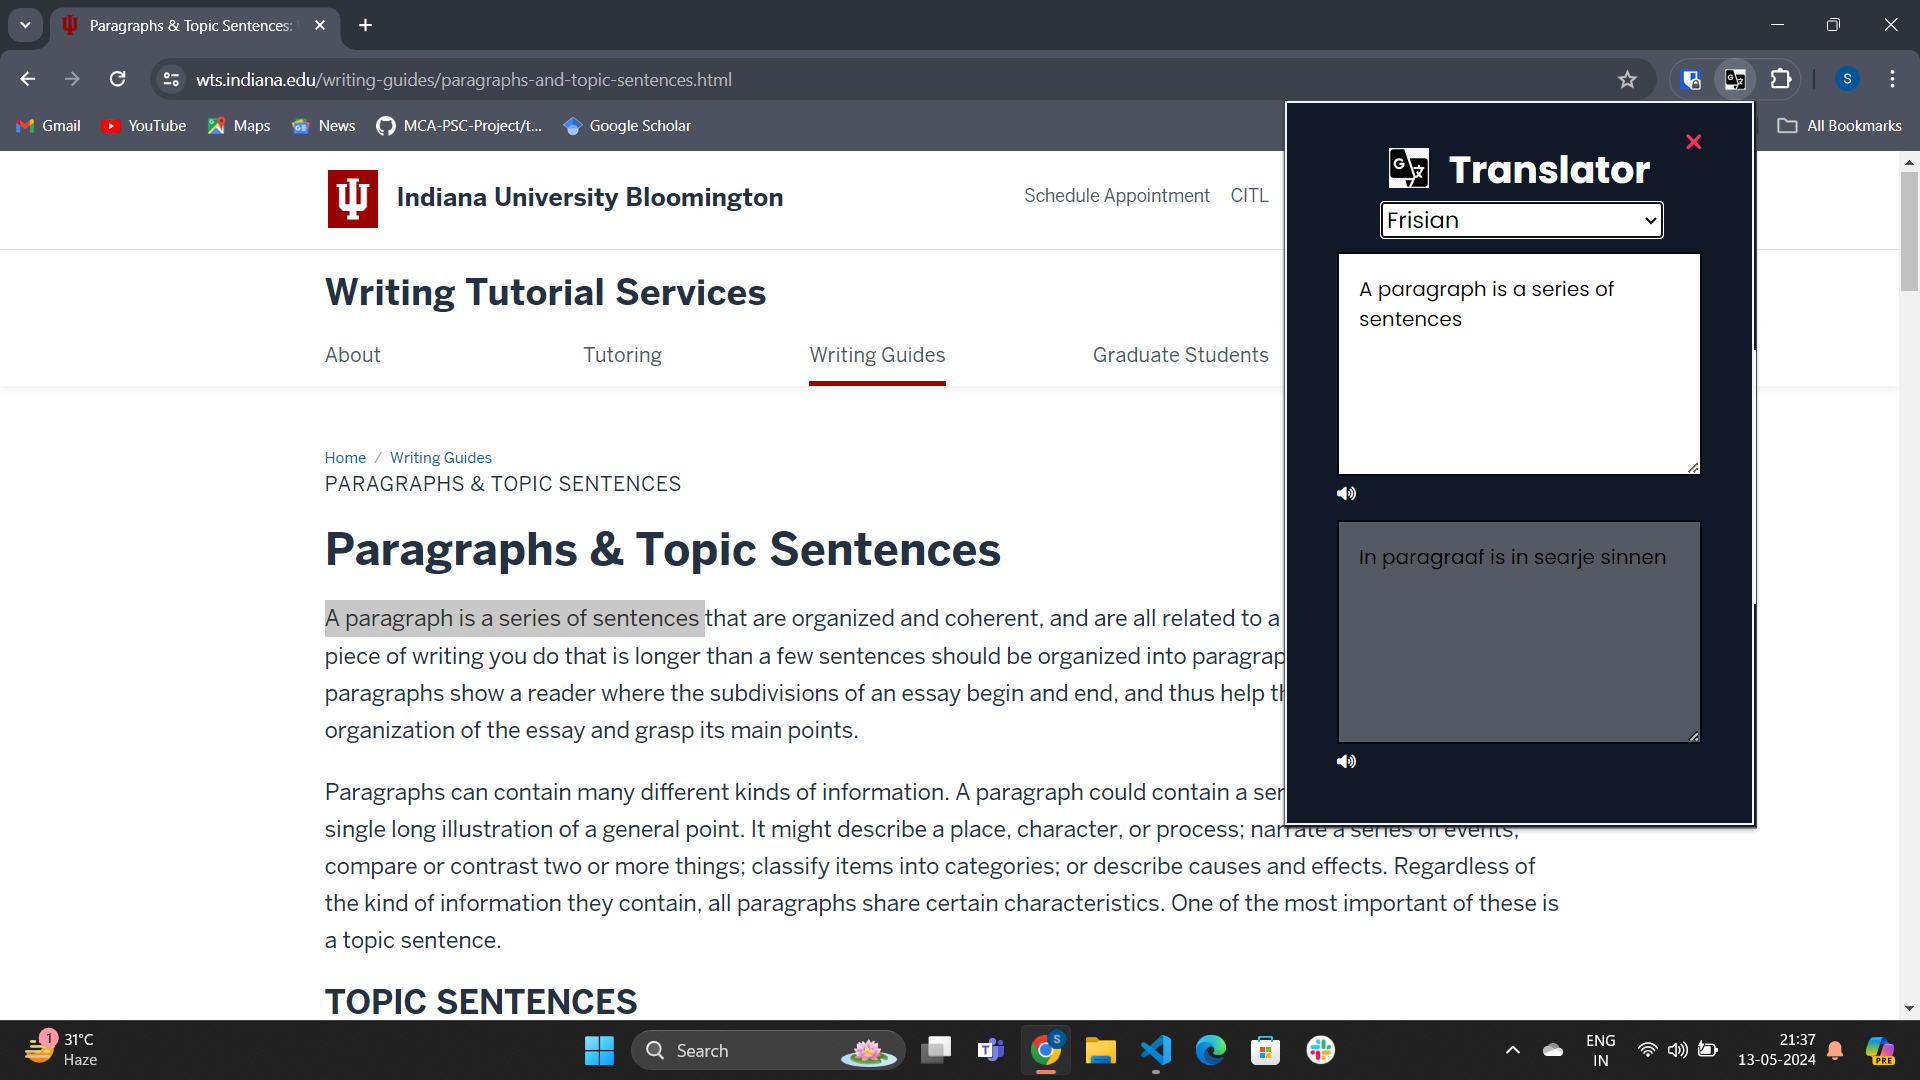 Paragraphs & Topic Sentences:
wts.indiana.edu/writing-guides/paragraphs-and-topic-sentences.html
S
Gmail
YouTube
Maps
News
MCA-PSC-Project/t...
Google Scholar
All Bookmarks
Indiana University Bloomington
Schedule Appointment
CITL
Writing Tutorial Services
About
Tutoring
Writing Guides
Graduate Students
Home / Writing Guides
PARAGRAPHS & TOPIC SENTENCES
Paragraphs & Topic Sentences
A paragraph is a series of sentences that are organized and coherent, and are all related to a
piece of writing you do that is longer than a few sentences should be organized into paragrap
paragraphs show a reader where the subdivisions of an essay begin and end, and thus help th
organization of the essay and grasp its main points.
Paragraphs can contain many different kinds of information. A paragraph could contain a ser
single long illustration of a general point. It might describe a place, character, or process; narrate a series of events,
compare or contrast two or more things; classify items into categories; or describe causes and effects. Regardless of
the kind of information they contain, all paragraphs share certain characteristics. One of the most important of these is
a topic sentence.
TOPIC SENTENCES
Translator
Frisian
A paragraph is a series of
sentences
In paragraaf is in searje sinnen
1
31°C
Haze
Search
S
PRE
ENG
IN
21:37
13-05-2024